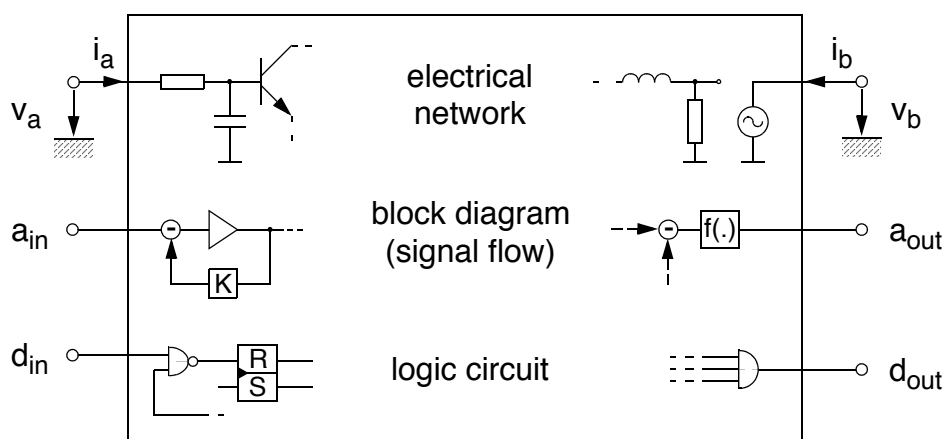 i_a
electrical
network
i_b
v_a
v_b
a_in
-
block diagram
(signal flow)
-
f(.)
a_out
K
d_in
R
S
logic circuit
d_out